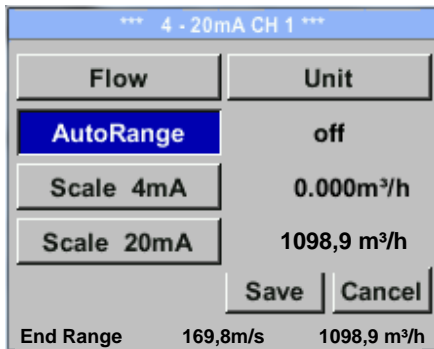 *** 4 - 20mA CH 1 ***
Flow Unit
AutoRange off
Scale 4mA 0.000m³/h
Scale 20mA 1098,9 m³/h
Save Cancel
End Range 169,8m/s 1098,9 m³/h